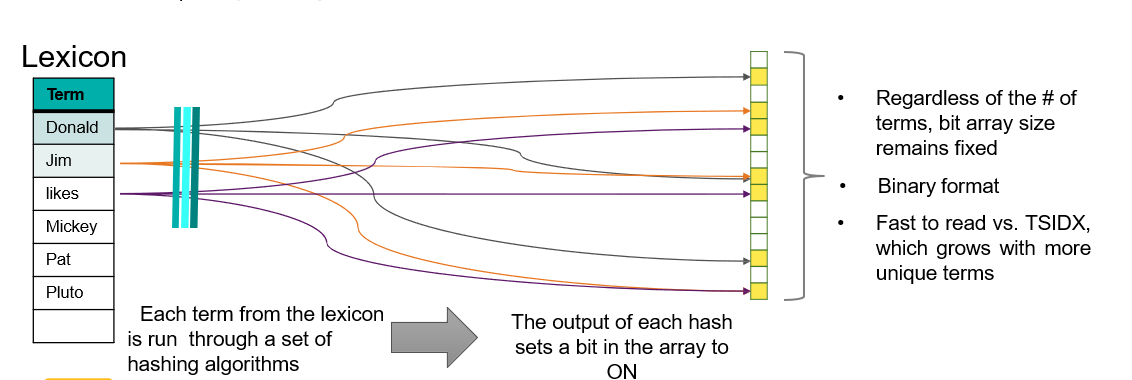 Lexicon
Term
Donald
Jim
likes
Mickey
Pat
Pluto
Each term from the lexicon
is run through a set of
hashing algorithms
The output of each hash
sets a bit in the array to
ON
• Regardless of the # of
terms, bit array size
remains fixed
• Binary format
• Fast to read vs. TSIDX,
which grows with more
unique terms